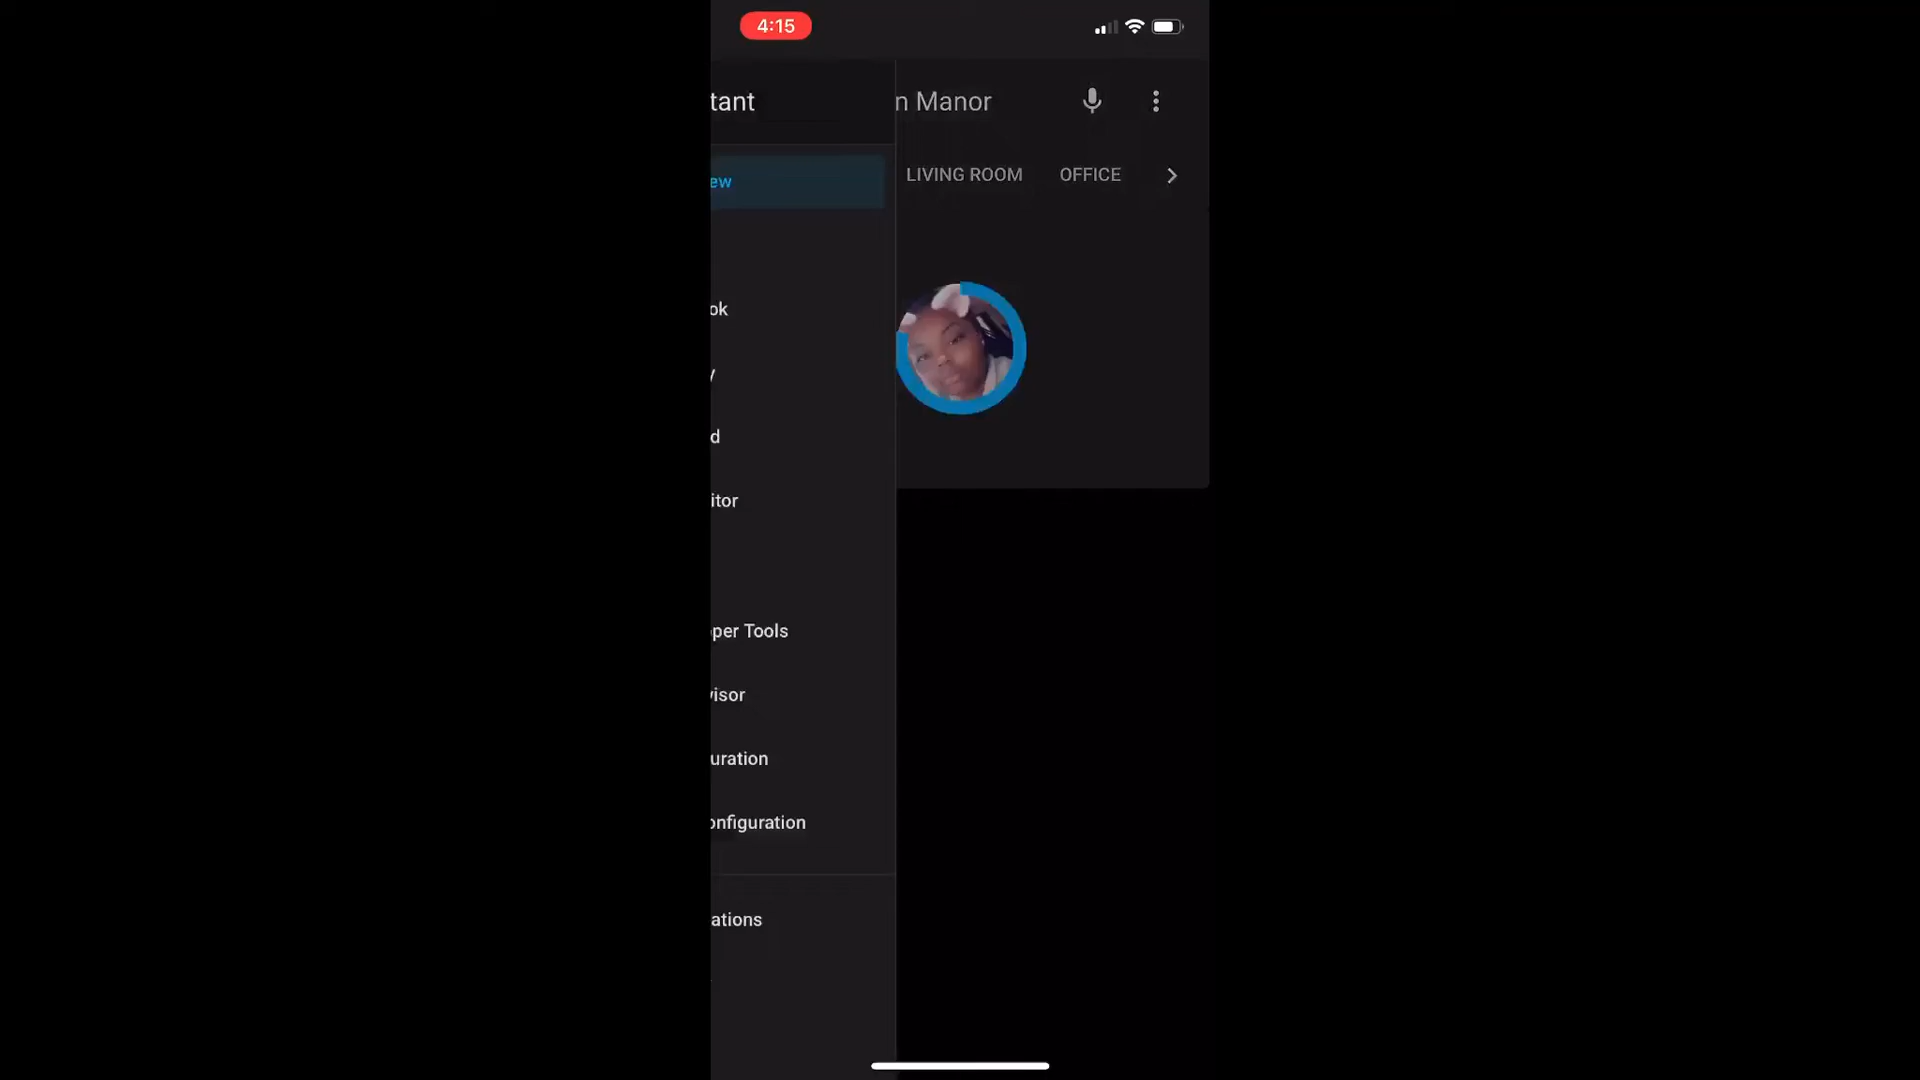 4:15
tant
n Manor
ew
LIVING ROOM
OFFICE
ok
y
d
itor
per Tools
visor
uration
onfiguration
ations